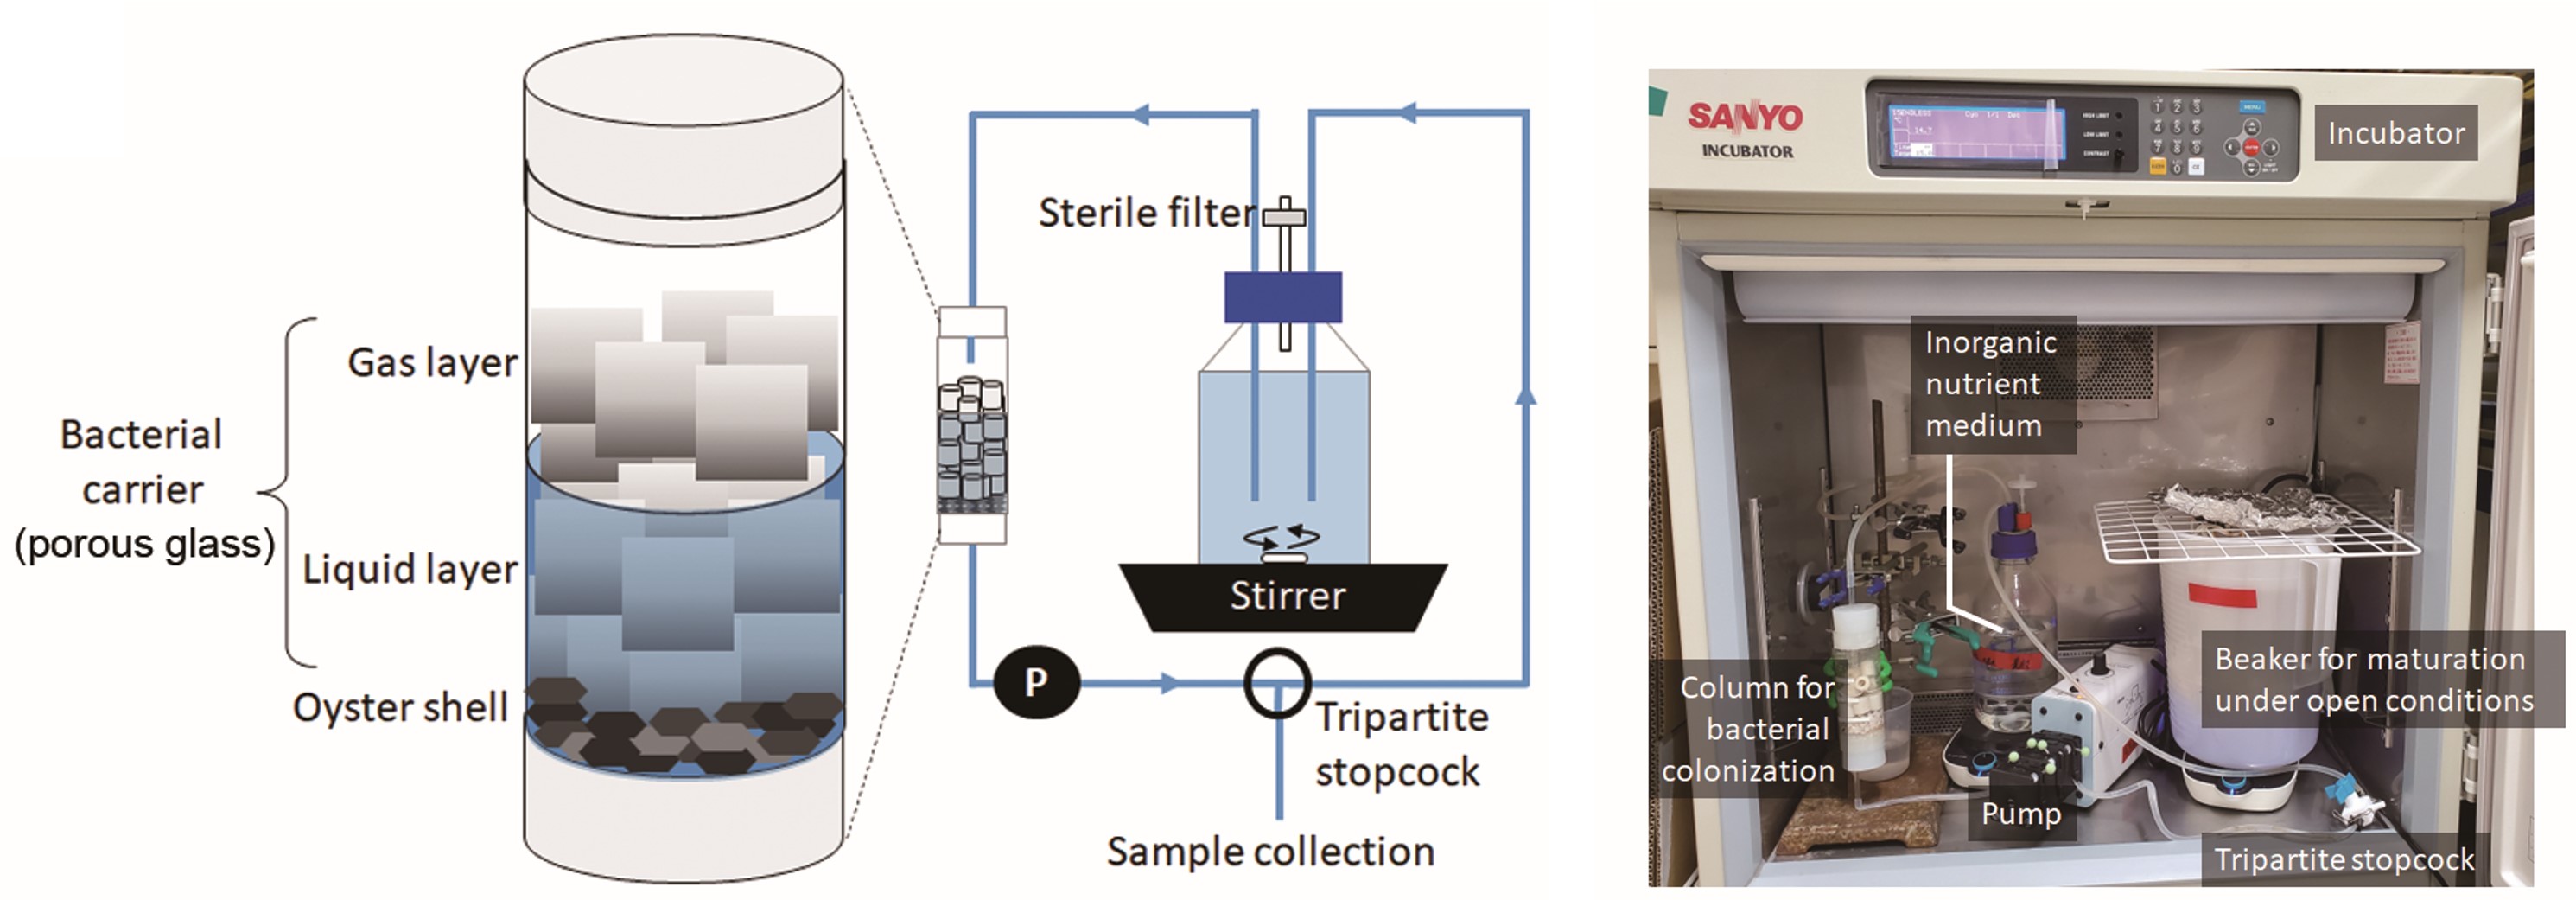 Gas layer
Bacterial
carrier
(porous glass)
Liquid layer
Oyster shell
Sterile filter
Stirrer
P
Tripartite
stopcock
Sample collection
SANYO
INCUBATOR
Incubator
Inorganic
nutrient
medium
Column for
bacterial
colonization
Pump
Beaker for maturation
under open conditions
Tripartite stopcock